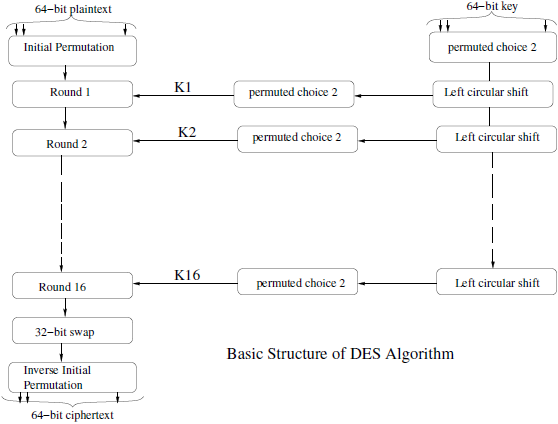 64-bit plaintext
64-bit key
Initial Permutation
permuted choice 2
Round 1
K1
permuted choice 2
Left circular shift
Round 2
K2
permuted choice 2
Left circular shift
Round 16
K16
permuted choice 2
Left circular shift
32-bit swap
Basic Structure of DES Algorithm
Inverse Initial
Permutation
64-bit ciphertext